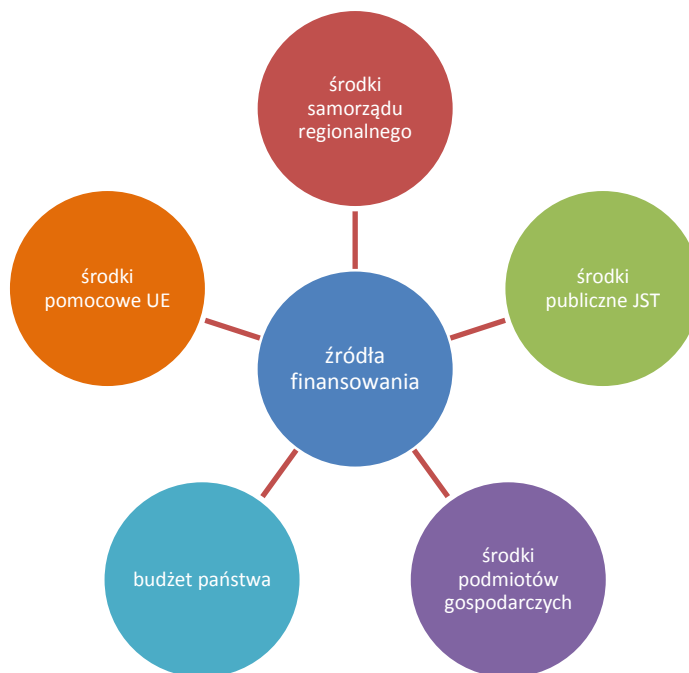 środki
samorządu
regionalnego
środki
pomocowe UE
środki
publiczne JST
źródła
finansowania
budżet państwa
środki
podmiotów
gospodarczych